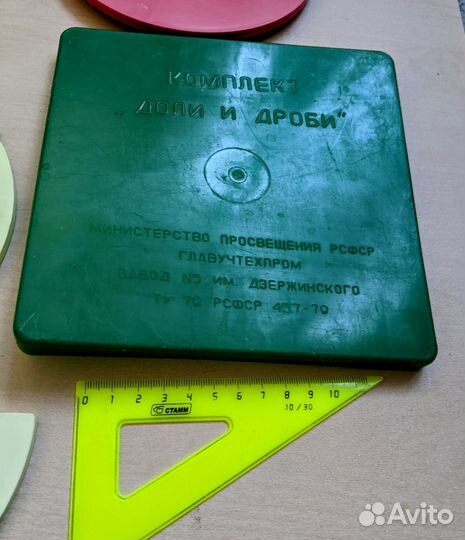 КОМПЛЕКТ
„ДОЛИ И ДРОБИ"
МИНИСТЕРСТВО ПРОСВЕЩЕНИЯ РСФСР
ГЛАВУЧТЕХПРОМ
ЗАВОД №5 ИМ. ДЗЕРЖИНСКОГО
ТУ 70 РСФСР 457-70
0 1 2 3 4 5 6 7 8 9 10
СТАММ
10/30
Avito